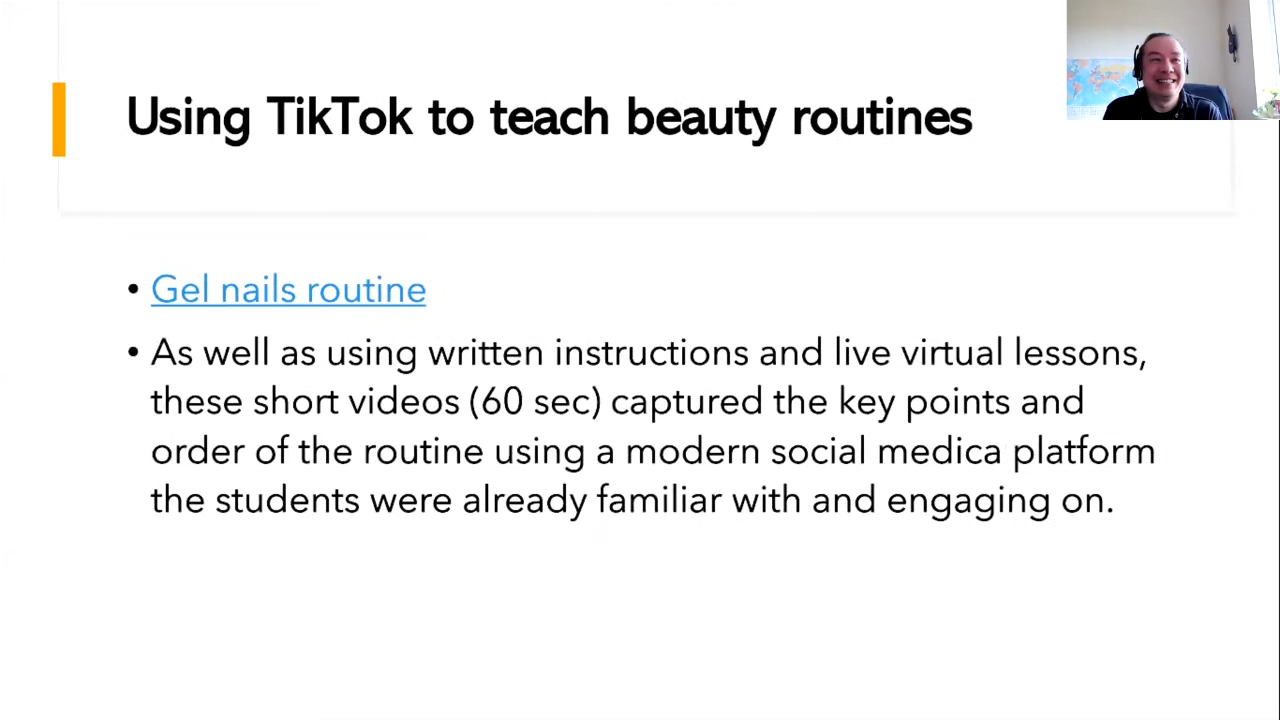 Using TikTok to teach beauty routines
• Gel nails routine
• As well as using written instructions and live virtual lessons,
these short videos (60 sec) captured the key points and
order of the routine using a modern social medica platform
the students were already familiar with and engaging on.